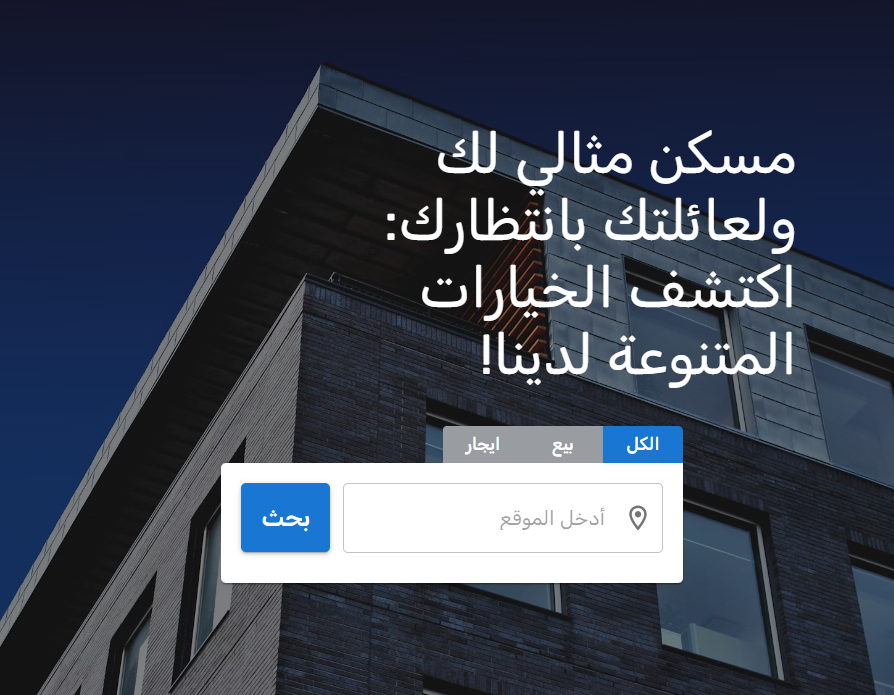 مسكن مثالي لك
ولعائلتك بانتظارك:
اكتشف الخيارات
المتنوعة لدينا!
الكل
بيع
ايجار
أدخل الموقع
بحث